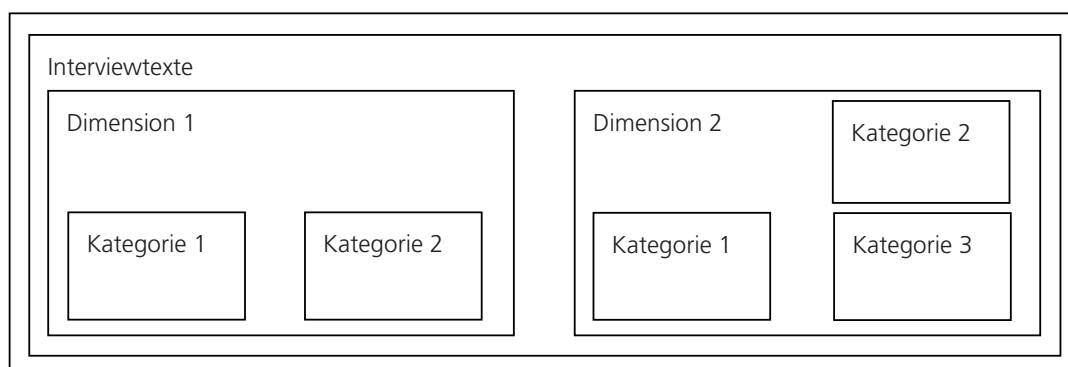 Interviewtexte
Dimension 1
Kategorie 1
Kategorie 2
Dimension 2
Kategorie 2
Kategorie 1
Kategorie 3